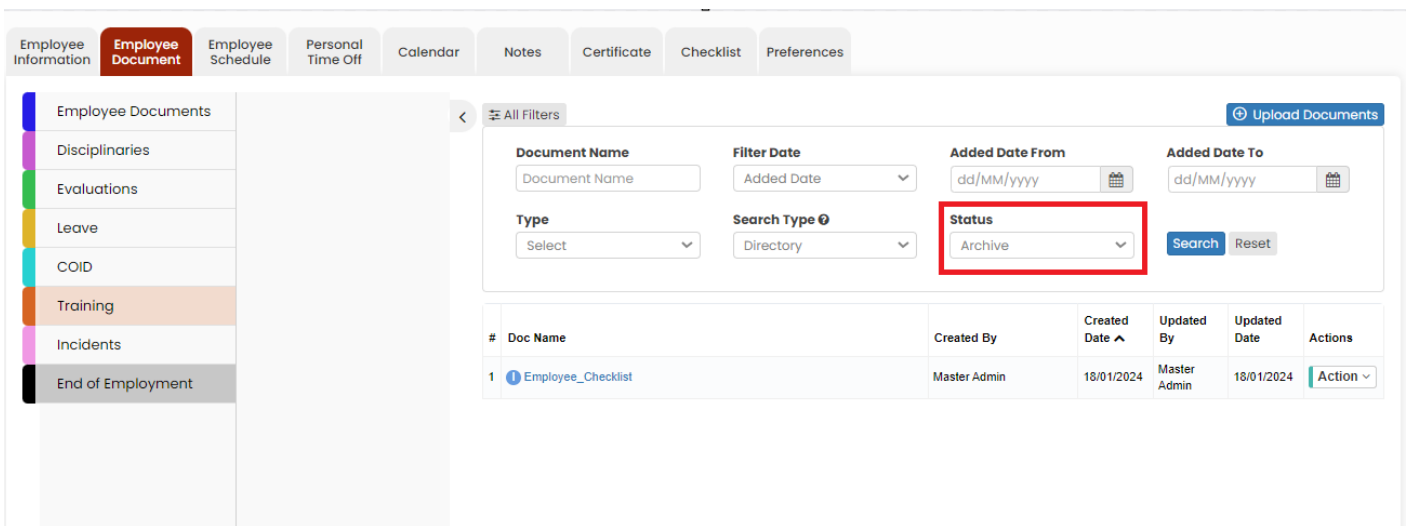 Employee Information
Employee Document
Employee Schedule
Personal Time Off
Calendar
Notes
Certificate
Checklist
Preferences
Employee Documents
Disciplinaries
Evaluations
Leave
COID
Training
Incidents
End of Employment
All Filters
Upload Documents
Document Name
Filter Date
Added Date From
Added Date To
Document Name
Added Date
dd/MM/yyyy
dd/MM/yyyy
Type
Search Type
Status
Select
Directory
Archive
Search
Reset
# Doc Name Created By Created Date Updated By Updated Date Actions
1 Employee_Checklist Master Admin 18/01/2024 Master Admin 18/01/2024 Action